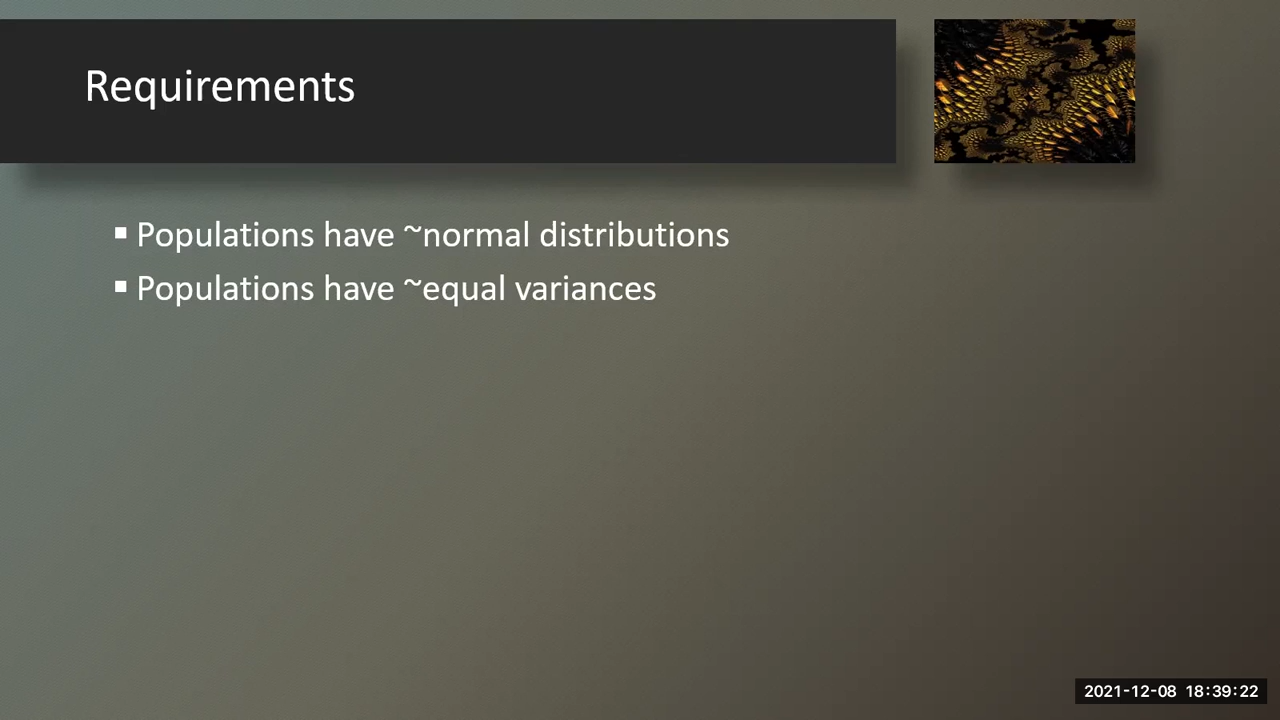 Requirements
▪ Populations have ~normal distributions
▪ Populations have ~equal variances
2021-12-08 18:39:22